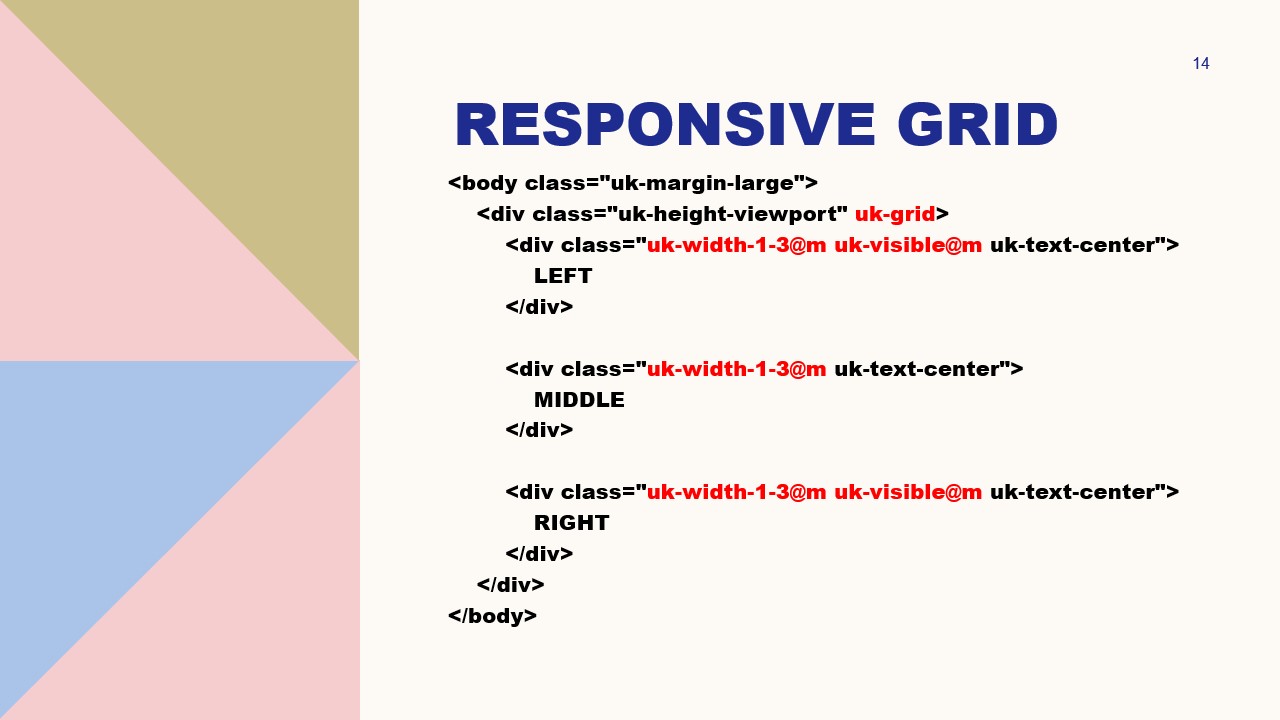 14
RESPONSIVE GRID
<body class="uk-margin-large">
<div class="uk-height-viewport" uk-grid>
<div class="uk-width-1-3@m uk-visible@m uk-text-center">
LEFT
</div>
<div class="uk-width-1-3@m uk-text-center">
MIDDLE
</div>
<div class="uk-width-1-3@m uk-visible@m uk-text-center">
RIGHT
</div>
</div>
</body>